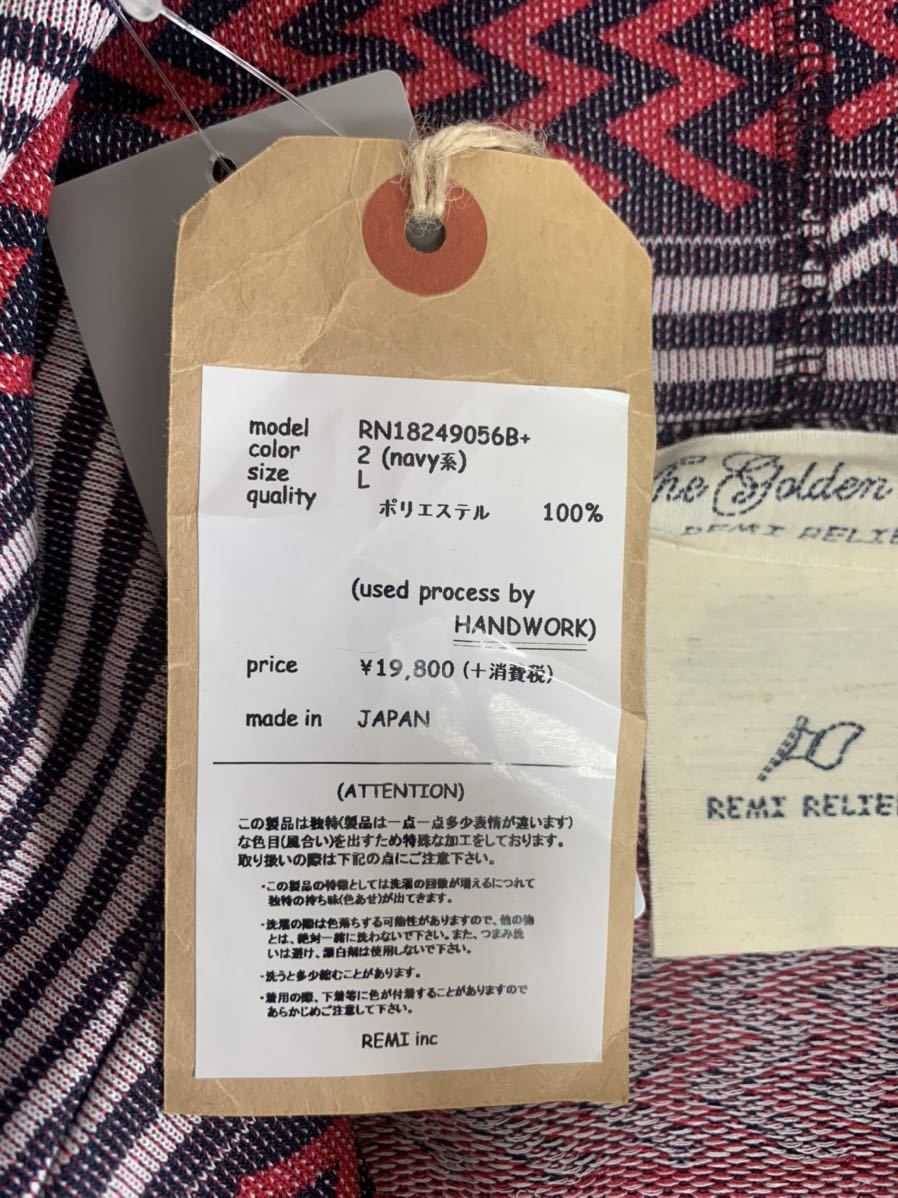 model RN18249056B+
color 2 (navy系)
size L
quality ポリエステル 100%
(used process by
HANDWORK)
price ¥19,800 (+消費税)
made in JAPAN
(ATTENTION)
この製品は独特(製品は一点一点多少表情が違います)
な色目(風合い)を出すため特殊な加工をしております。
取り扱いの際は下記の点にご注意下さい。
・この製品の特徴としては洗濯の回数が増えるにつれて
独特の持ち味(色あせ)が出てきます。
・洗濯の際は色落ちする可能性がありますので、他の物
とは、絶対一緒に洗わないで下さい。また、つまみ洗
いは避け、漂白剤は使用しないで下さい。
・洗うと多少縮むことがあります。
・着用の際、下着等に色が付着することがありますので
あらかじめご注意して下さい。
REMI inc
he Golden
REMI RELIE
REMI RELIE